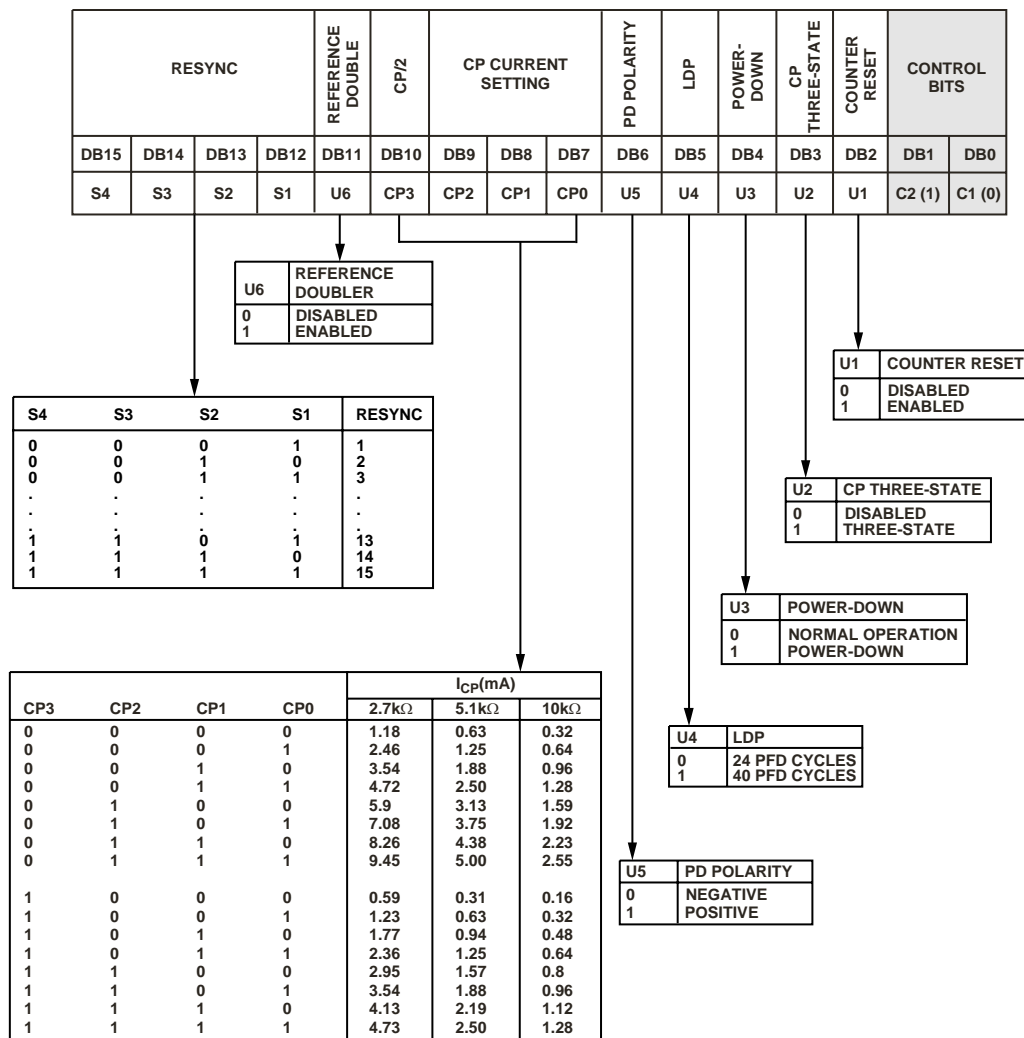 RESYNC
REFERENCE
DOUBLE
CP/2
CP CURRENT
SETTING
PD POLARITY
LDP
POWER-
DOWN
CP
THREE-STATE
COUNTER
RESET
CONTROL
BITS
DB15 DB14 DB13 DB12 DB11 DB10 DB9 DB8 DB7 DB6 DB5 DB4 DB3 DB2 DB1 DB0
S4 S3 S2 S1 U6 CP3 CP2 CP1 CP0 U5 U4 U3 U2 U1 C2 (1) C1 (0)
U6 REFERENCE
DOUBLER
0 DISABLED
1 ENABLED
U1 COUNTER RESET
0 DISABLED
1 ENABLED
S4 S3 S2 S1 RESYNC
0 0 0 1 1
0 0 1 0 2
0 0 1 1 3
. . . . .
. . . . .
. . . . .
1 1 0 1 13
1 1 1 0 14
1 1 1 1 15
U2 CP THREE-STATE
0 DISABLED
1 THREE-STATE
U3 POWER-DOWN
0 NORMAL OPERATION
1 POWER-DOWN
ICP(mA)
CP3 CP2 CP1 CP0 2.7kΩ 5.1kΩ 10kΩ
0 0 0 0 1.18 0.63 0.32
0 0 0 1 2.46 1.25 0.64
0 0 1 0 3.54 1.88 0.96
0 0 1 1 4.72 2.50 1.28
0 1 0 0 5.9 3.13 1.59
0 1 0 1 7.08 3.75 1.92
0 1 1 0 8.26 4.38 2.23
0 1 1 1 9.45 5.00 2.55
1 0 0 0 0.59 0.31 0.16
1 0 0 1 1.23 0.63 0.32
1 0 1 0 1.77 0.94 0.48
1 0 1 1 2.36 1.25 0.64
1 1 0 0 2.95 1.57 0.8
1 1 0 1 3.54 1.88 0.96
1 1 1 0 4.13 2.19 1.12
1 1 1 1 4.73 2.50 1.28
U4 LDP
0 24 PFD CYCLES
1 40 PFD CYCLES
U5 PD POLARITY
0 NEGATIVE
1 POSITIVE